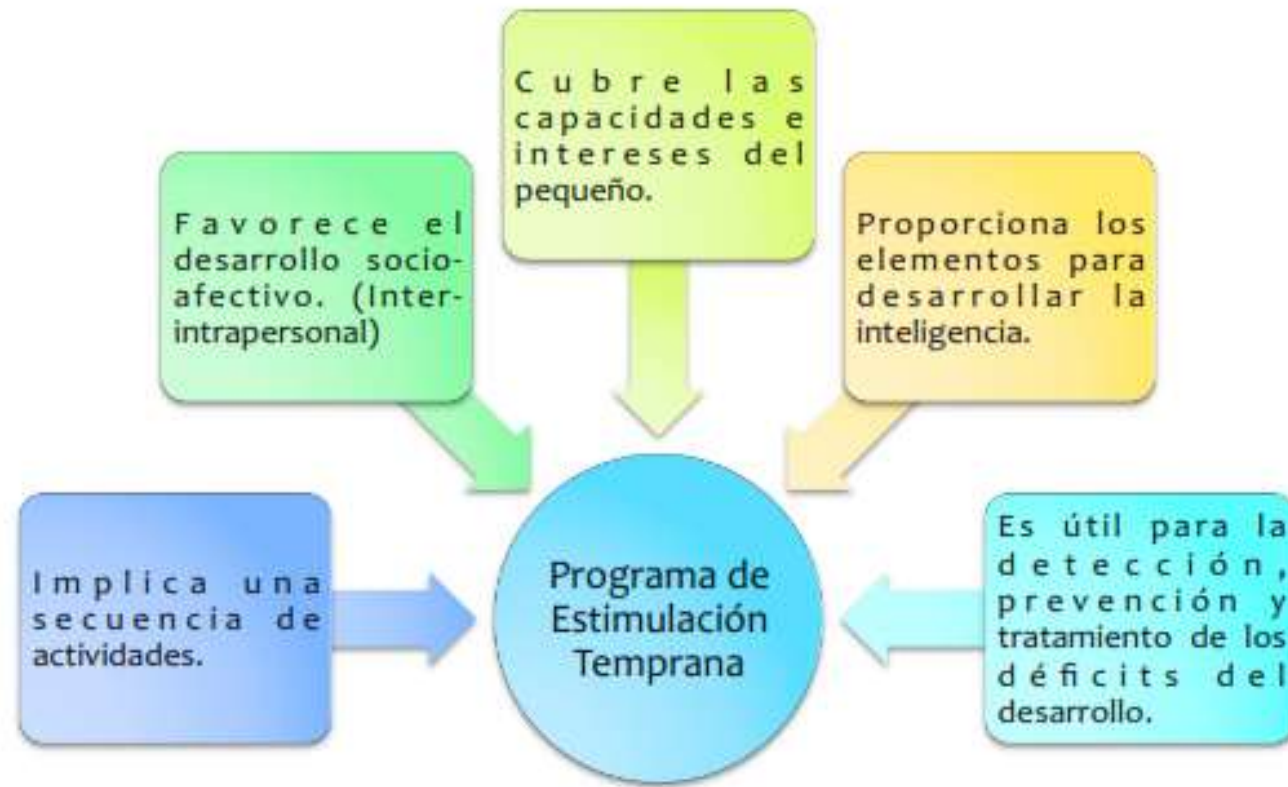 Cubre las
capacidades e
intereses del
pequeño.
Favorece el
desarrollo socio-
afectivo. (Inter-
intrapersonal)
Proporciona los
elementos para
desarrollar la
inteligencia.
Implica una
secuencia de
actividades.
Programa de
Estimulación
Temprana
Es útil para la
detección,
prevención y
tratamiento de los
déficits del
desarrollo.